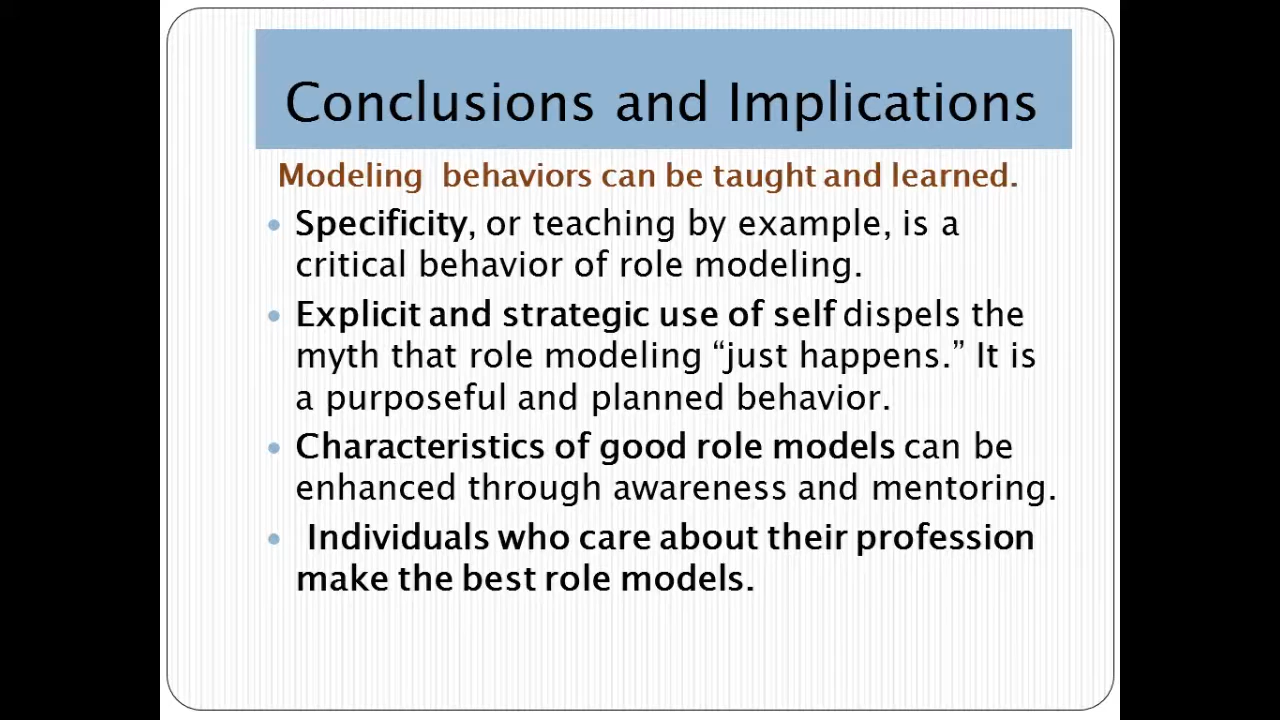 Conclusions and Implications
Modeling behaviors can be taught and learned.
• Specificity, or teaching by example, is a
critical behavior of role modeling.
• Explicit and strategic use of self dispels the
myth that role modeling “just happens.” It is
a purposeful and planned behavior.
• Characteristics of good role models can be
enhanced through awareness and mentoring.
• Individuals who care about their profession
make the best role models.